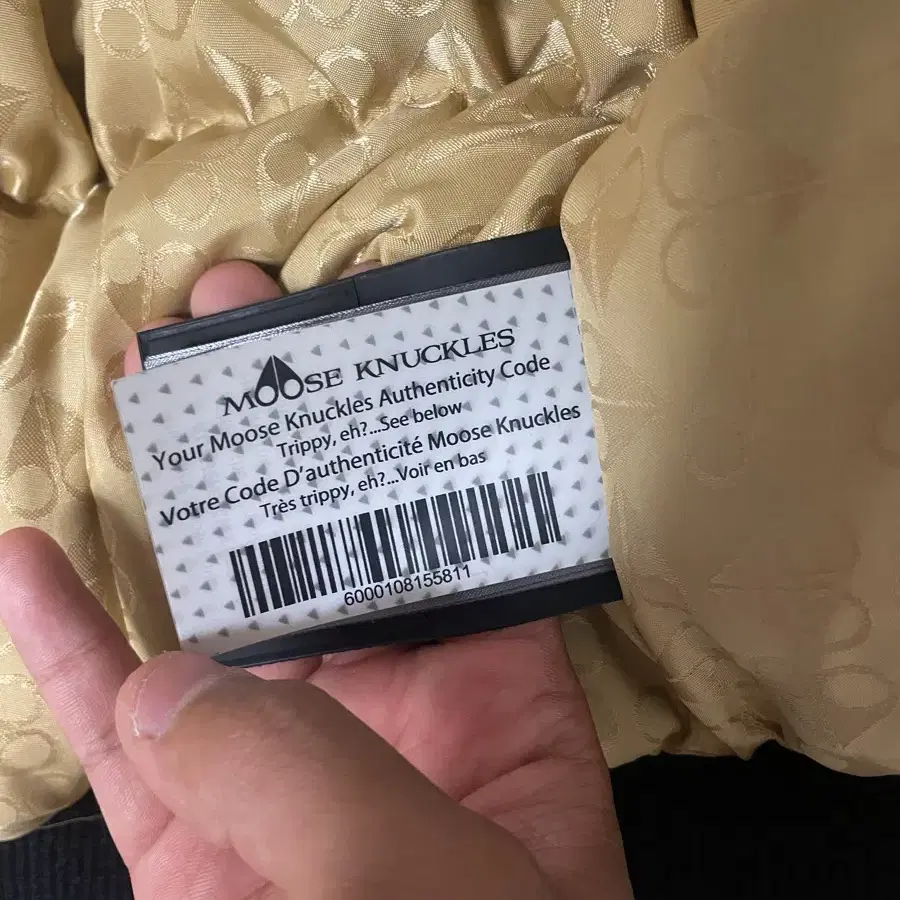 MOOSE KNUCKLES
Your Moose Knuckles Authenticity Code
Trippy, eh?...See below
Votre Code D'authenticité Moose Knuckles
Très trippy, eh?...Voir en bas
6000108155811